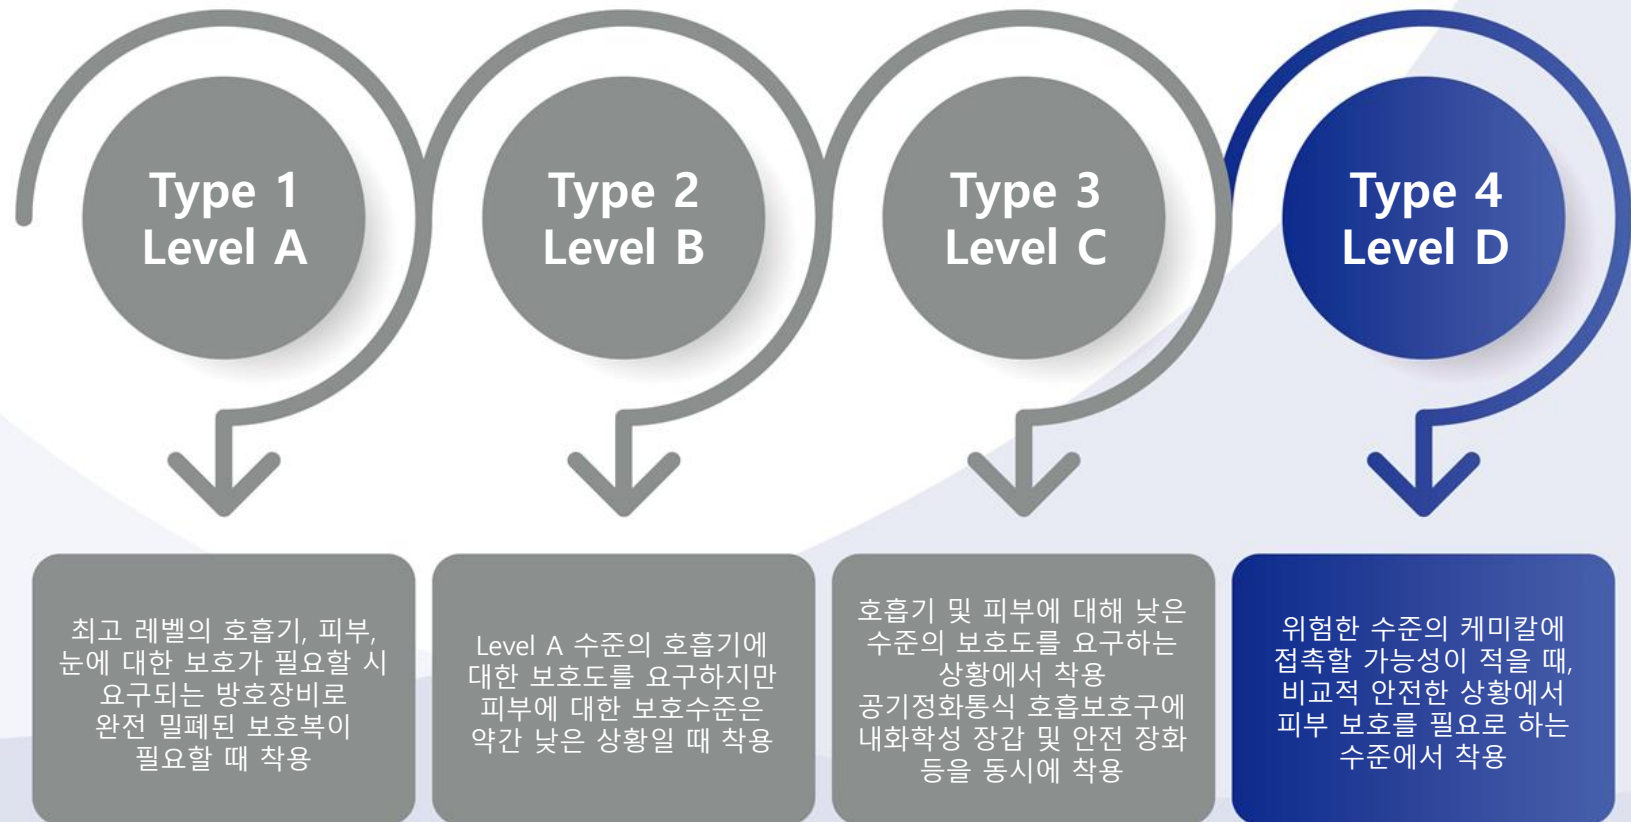 Type 1
Level A
Type 2
Level B
Type 3
Level C
Type 4
Level D
최고 레벨의 호흡기, 피부,
눈에 대한 보호가 필요할 시
요구되는 방호장비로
완전 밀폐된 보호복이
필요할 때 착용
Level A 수준의 호흡기에
대한 보호도를 요구하지만
피부에 대한 보호수준은
약간 낮은 상황일 때 착용
호흡기 및 피부에 대해 낮은
수준의 보호도를 요구하는
상황에서 착용
공기정화통식 호흡보호구에
내화학성 장갑 및 안전 장화
등을 동시에 착용
위험한 수준의 케미칼에
접촉할 가능성이 적을 때,
비교적 안전한 상황에서
피부 보호를 필요로 하는
수준에서 착용